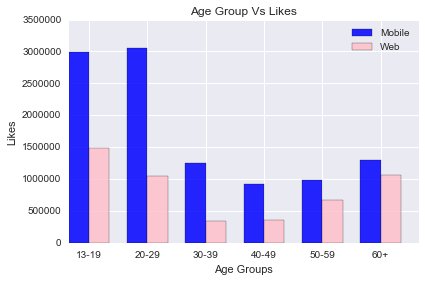 Age Group Vs Likes
3500000
3000000
2500000
2000000
1500000
1000000
500000
0
Likes
Mobile
Web
13-19 20-29 30-39 40-49 50-59 60+
Age Groups